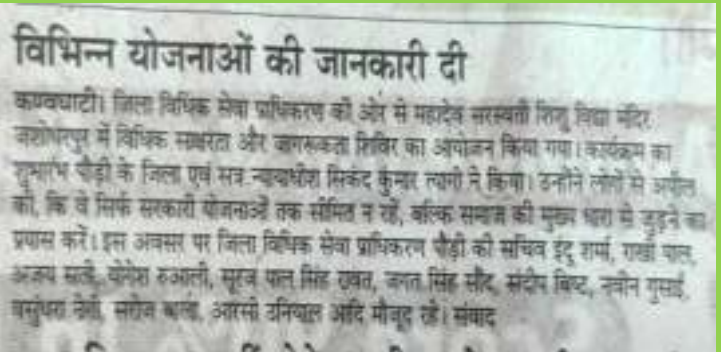 विभिन्न योजनाओं की जानकारी दी
कण्वघाटी। जिला विधिक सेवा प्राधिकरण की ओर से महादेव सरस्वती शिशु विद्या मंदिर
जशोधरपुर में विधिक साक्षरता और जागरूकता शिविर का आयोजन किया गया। कार्यक्रम का
शुभारंभ पौड़ी के जिला एवं सत्र न्यायाधीश सिकंद कुमार त्यागी ने किया। उन्होंने लोगों से अपील
की, कि वे सिर्फ सरकारी योजनाओं तक सीमित न रहें, बल्कि समाज की मुख्य धारा से जुड़ने का
प्रयास करें। इस अवसर पर जिला विधिक सेवा प्राधिकरण पौड़ी की सचिव इंदु शर्मा, राखी पाल,
अजय योगेश रुआली, सूरज पाल सिंह रावत, जगत सिंह संदीप बिष्ट, नवीन गुसाईं,
वसुंधरा नेगी, सरोज बाला, आरसी उनियाल आदि मौजूद रहे। संवाद